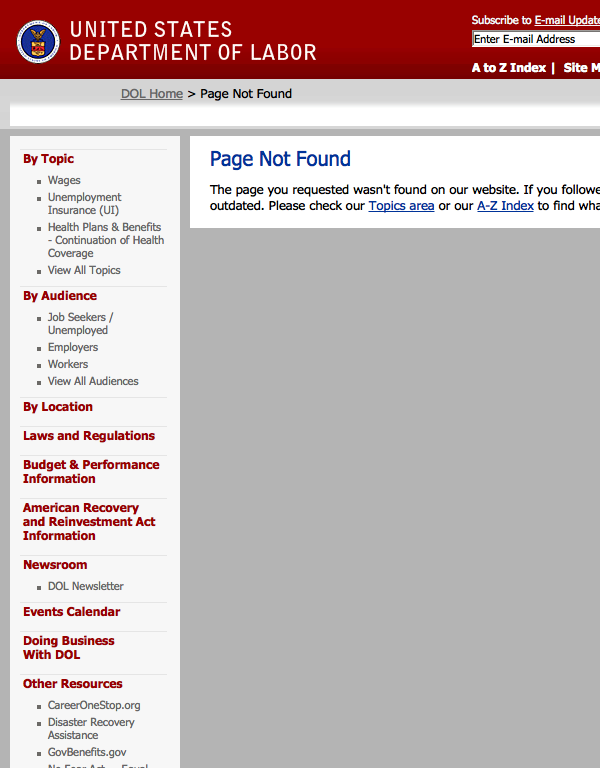 UNITED STATES
DEPARTMENT OF LABOR
Subscribe to E-mail Update
Enter E-mail Address
A to Z Index | Site M
DOL Home > Page Not Found
By Topic
Wages
Unemployment
Insurance (UI)
Health Plans & Benefits
- Continuation of Health
Coverage
View All Topics
By Audience
Job Seekers /
Unemployed
Employers
Workers
View All Audiences
By Location
Laws and Regulations
Budget & Performance
Information
American Recovery
and Reinvestment Act
Information
Newsroom
DOL Newsletter
Events Calendar
Doing Business
With DOL
Other Resources
CareerOneStop.org
Disaster Recovery
Assistance
GovBenefits.gov
No Fear Act - Equal
Page Not Found
The page you requested wasn't found on our website. If you followe
outdated. Please check our Topics area or our A-Z Index to find wha